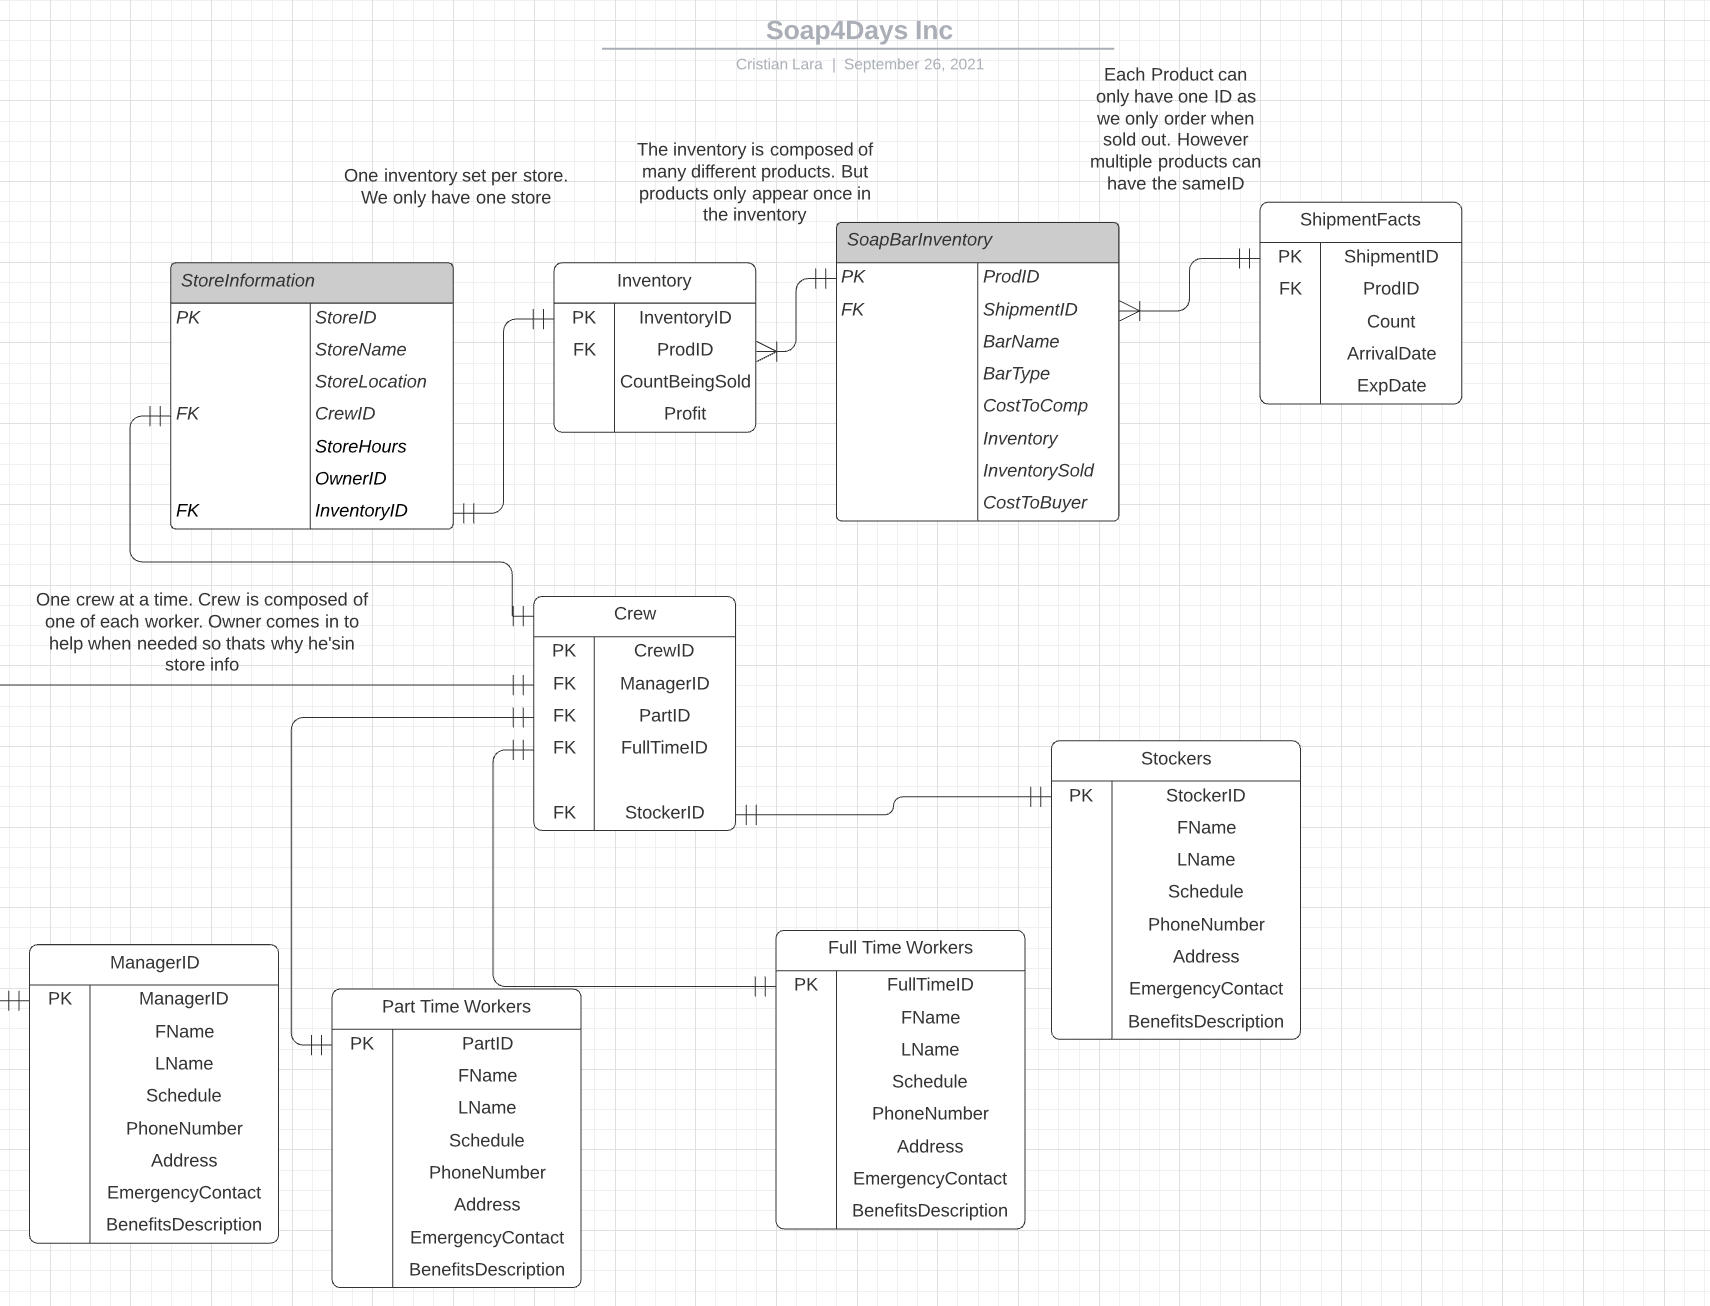 Soap4Days Inc
Cristian Lara | September 26, 2021
Each Product can
only have one ID as
we only order when
sold out. However
multiple products can
have the sameID
The inventory is composed of
many different products. But
products only appear once in
the inventory
One inventory set per store.
We only have one store
StoreInformation
PK StoreID
StoreName
StoreLocation
FK CrewID
StoreHours
OwnerID
FK InventoryID
Inventory
PK InventoryID
FK ProdID
CountBeingSold
Profit
SoapBarInventory
PK ProdID
FK ShipmentID
BarName
BarType
CostToComp
Inventory
InventorySold
CostToBuyer
ShipmentFacts
PK ShipmentID
FK ProdID
Count
ArrivalDate
ExpDate
One crew at a time. Crew is composed of
one of each worker. Owner comes in to
help when needed so thats why he'sin
store info
Crew
PK CrewID
FK ManagerID
FK PartID
FK FullTimeID
FK StockerID
Stockers
PK StockerID
FName
LName
Schedule
PhoneNumber
Address
EmergencyContact
BenefitsDescription
ManagerID
PK ManagerID
FName
LName
Schedule
PhoneNumber
Address
EmergencyContact
BenefitsDescription
Part Time Workers
PK PartID
FName
LName
Schedule
PhoneNumber
Address
EmergencyContact
BenefitsDescription
Full Time Workers
PK FullTimeID
FName
LName
Schedule
PhoneNumber
Address
EmergencyContact
BenefitsDescription